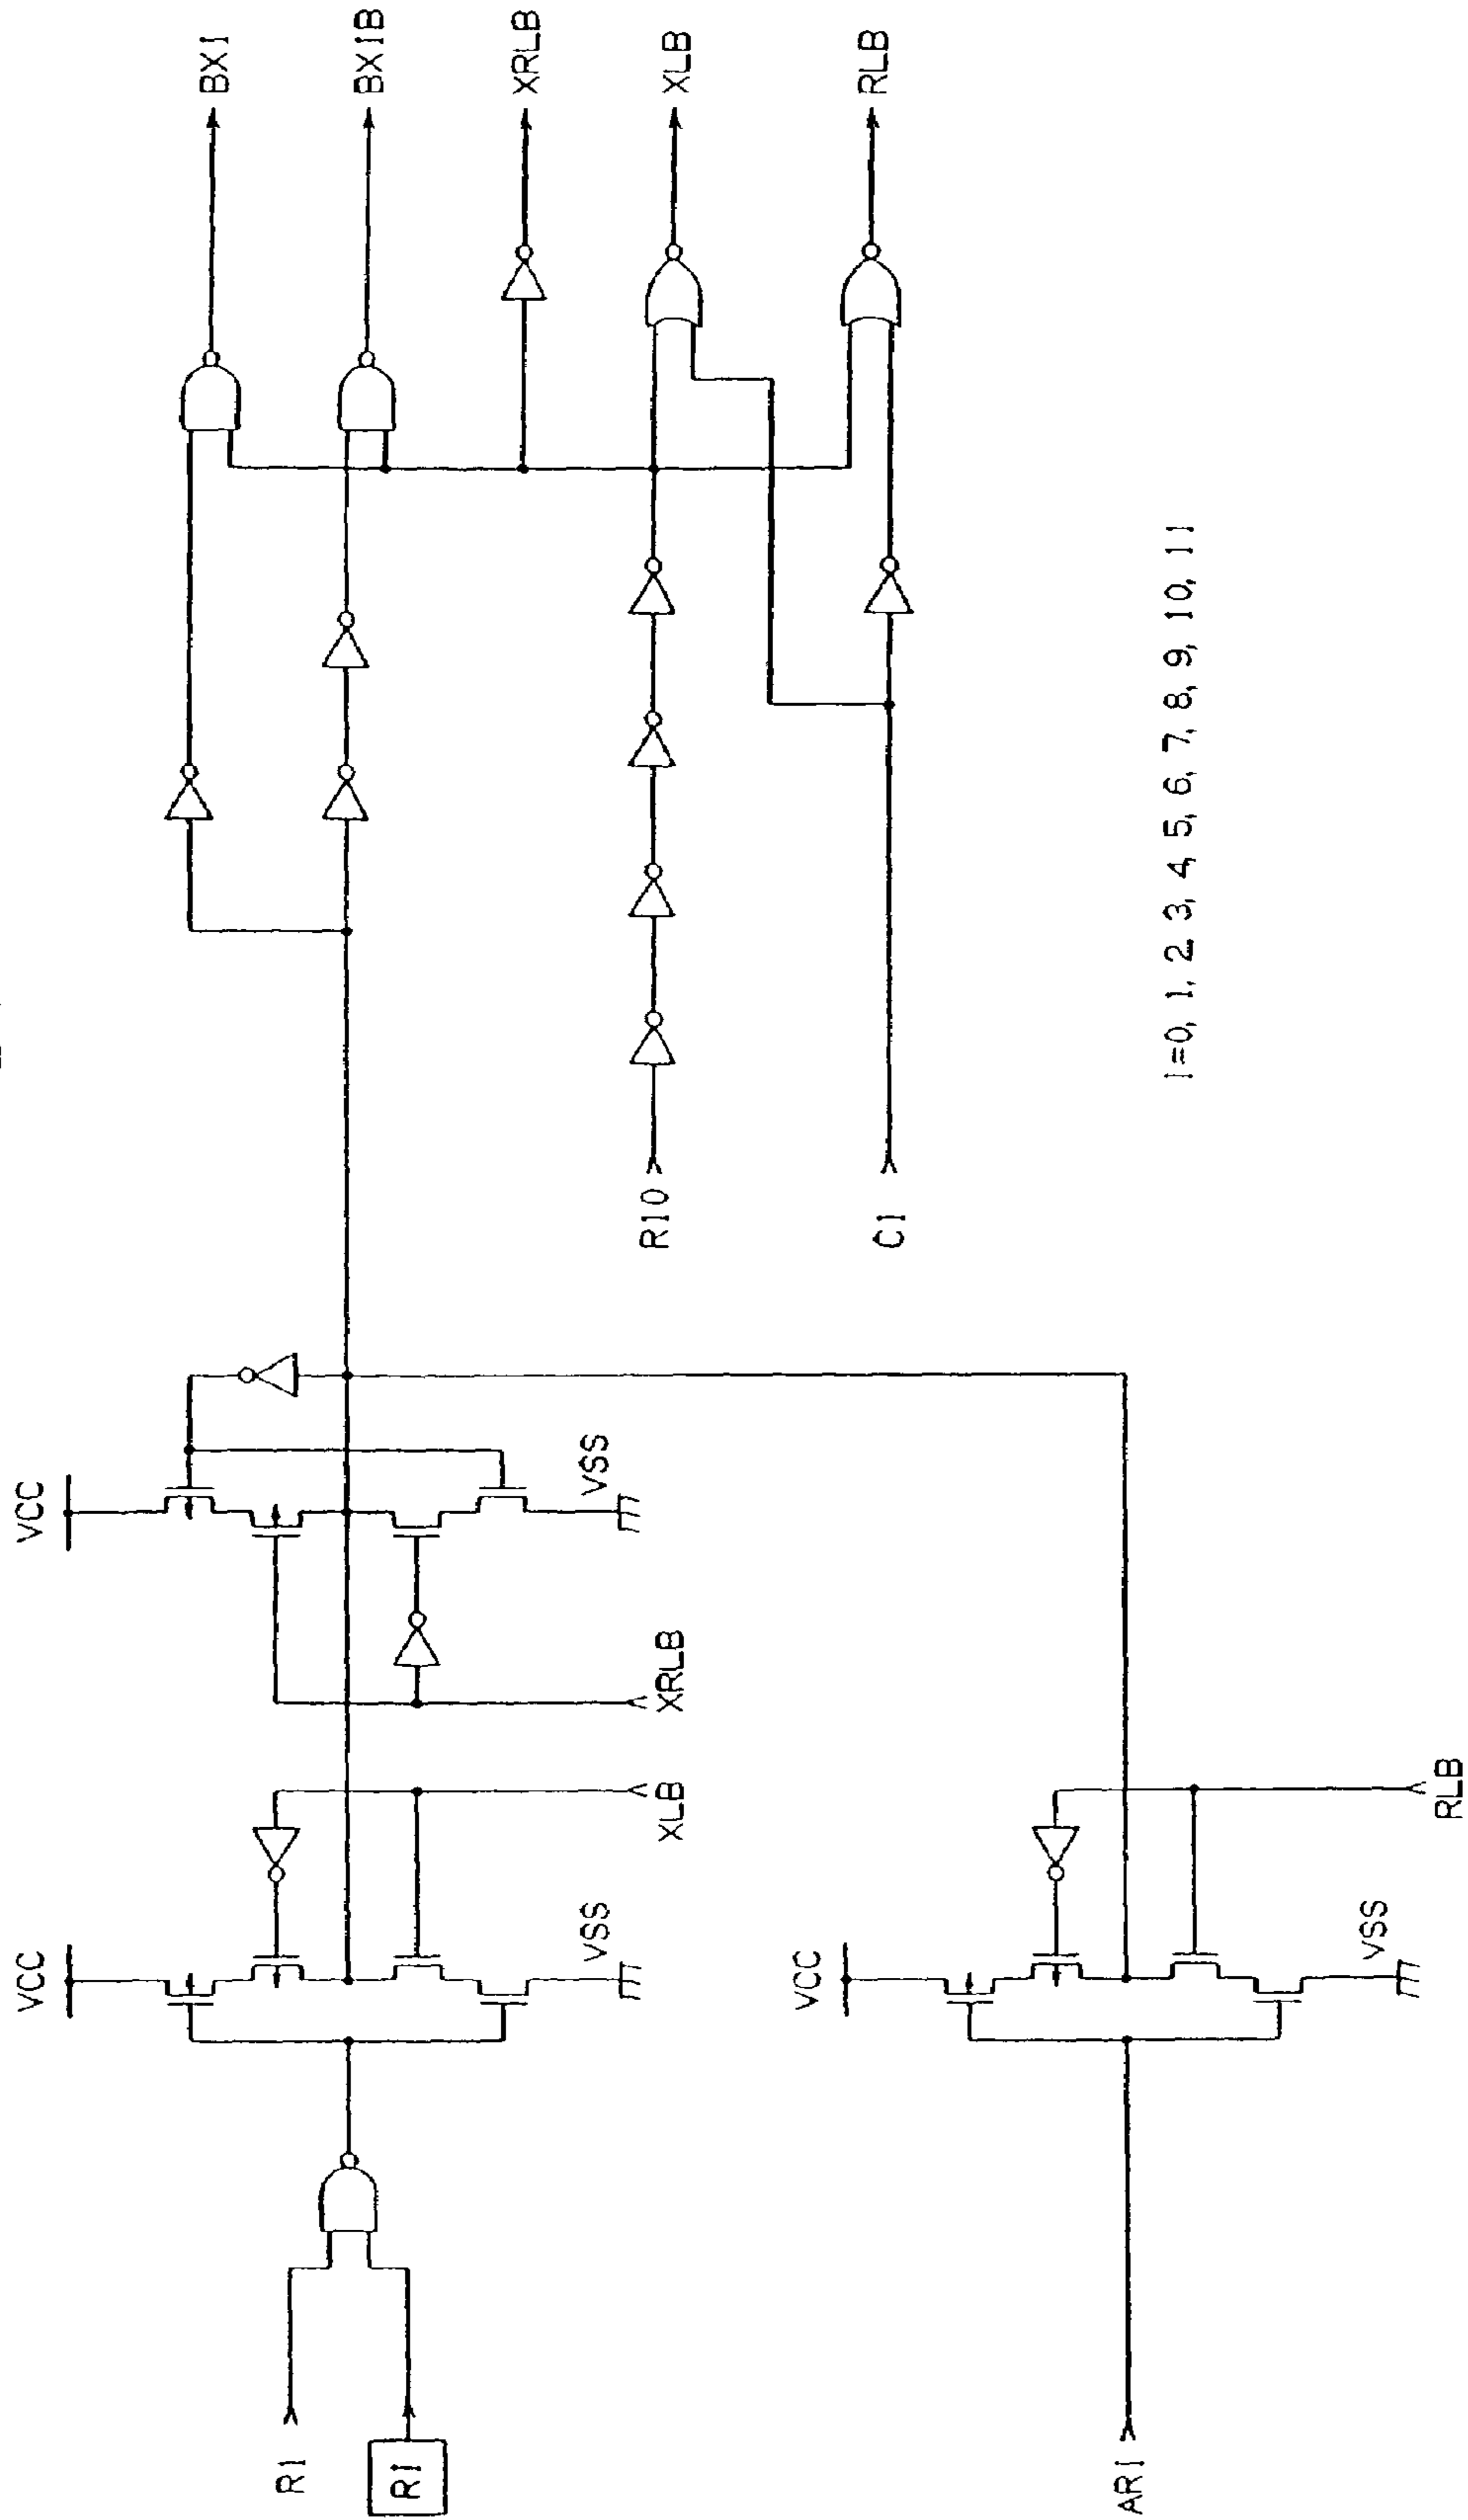 VCC
VCC
BXI
BXIB
XRLB
XLB
RLB
RI
RI
VSS
XLB
VSS
XRLB
R10
C1
VCC
I=0, 1, 2, 3, 4, 5, 6, 7, 8, 9, 10, 11
ARI
VSS
RLB